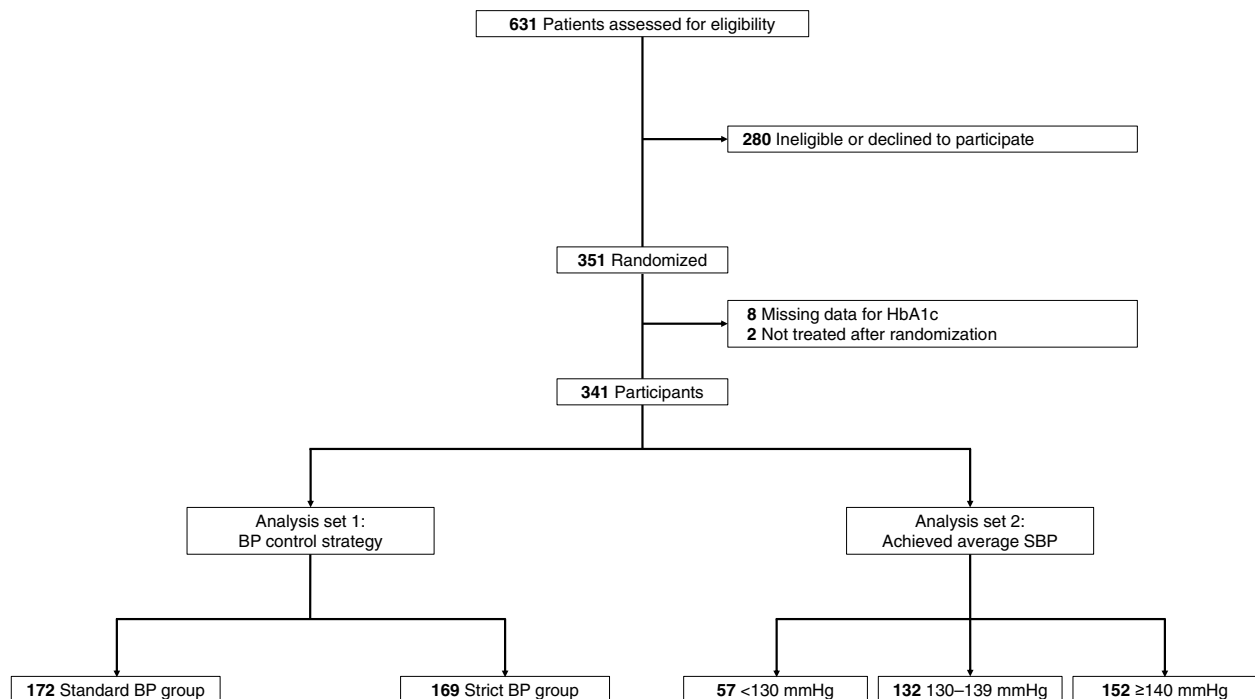 631 Patients assessed for eligibility
280 Ineligible or declined to participate
351 Randomized
8 Missing data for HbA1c
2 Not treated after randomization
341 Participants
Analysis set 1:
BP control strategy
Analysis set 2:
Achieved average SBP
172 Standard BP group
169 Strict BP group
57 <130 mmHg
132 130–139 mmHg
152 ≥140 mmHg